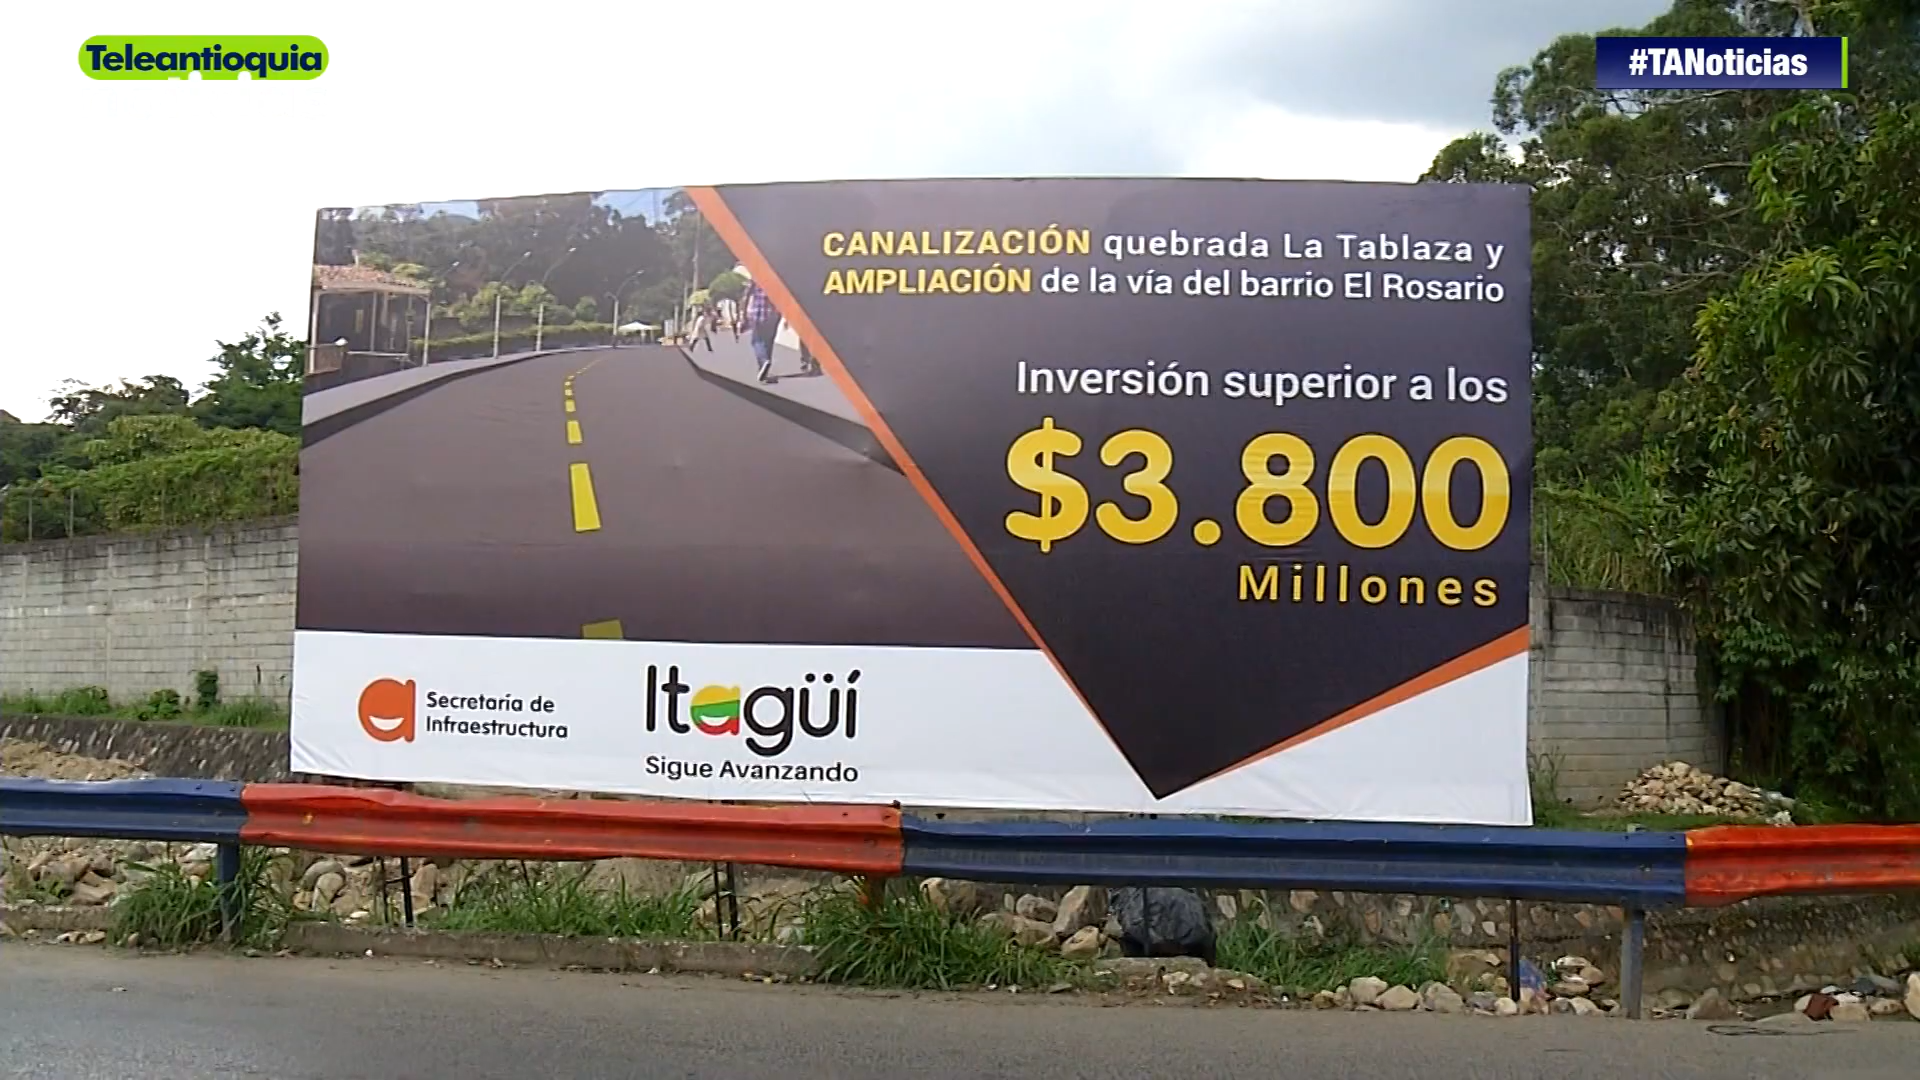 Teleantioquia
#TANoticias
CANALIZACIÓN quebrada La Tablaza y
AMPLIACIÓN de la vía del barrio El Rosario
Inversión superior a los
$3.800
Millones
Secretaría de
Infraestructura
Itagüí
Sigue Avanzando